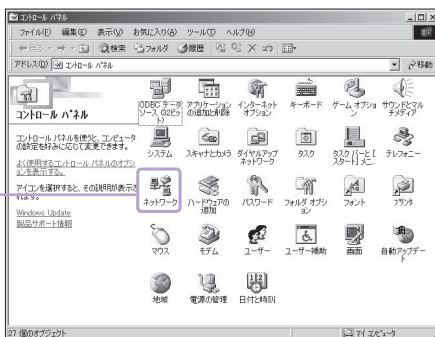 コントロール パネル
ファイル(F) 編集(E) 表示(V) お気に入り(A) ツール(T) ヘルプ(H)
戻る 検索 フォルダ 履歴
アドレス(D) コントロール パネル 移動
コントロール パネル
コントロール パネルを使うと、コンピュータ
の設定を好みに応じて変更できます。
よく使用するコントロール パネルのオプシ
ョンを表示する。
アイコンを選択すると、その説明が表示さ
れます。
Windows Update
製品サポート情報
ODBC データ
ソース (32ビッ
ト)
アプリケーション
の追加と削除
インターネット
オプション
キーボード
ゲーム オプショ
ン
サウンドとマル
チメディア
システム
スキャナとカメラ
ダイヤルアップ
ネットワーク
タスク
タスク バーと [
スタート] メニ...
テレフォニー
ネットワーク
ハードウェアの
追加
パスワード
フォルダ オプシ
ョン
フォント
プリンタ
マウス
モデム
ユーザー
ユーザー補助
画面
自動アップデー
ト
地域
電源の管理
日付と時刻
27 個のオブジェクト
マイ コンピュータ